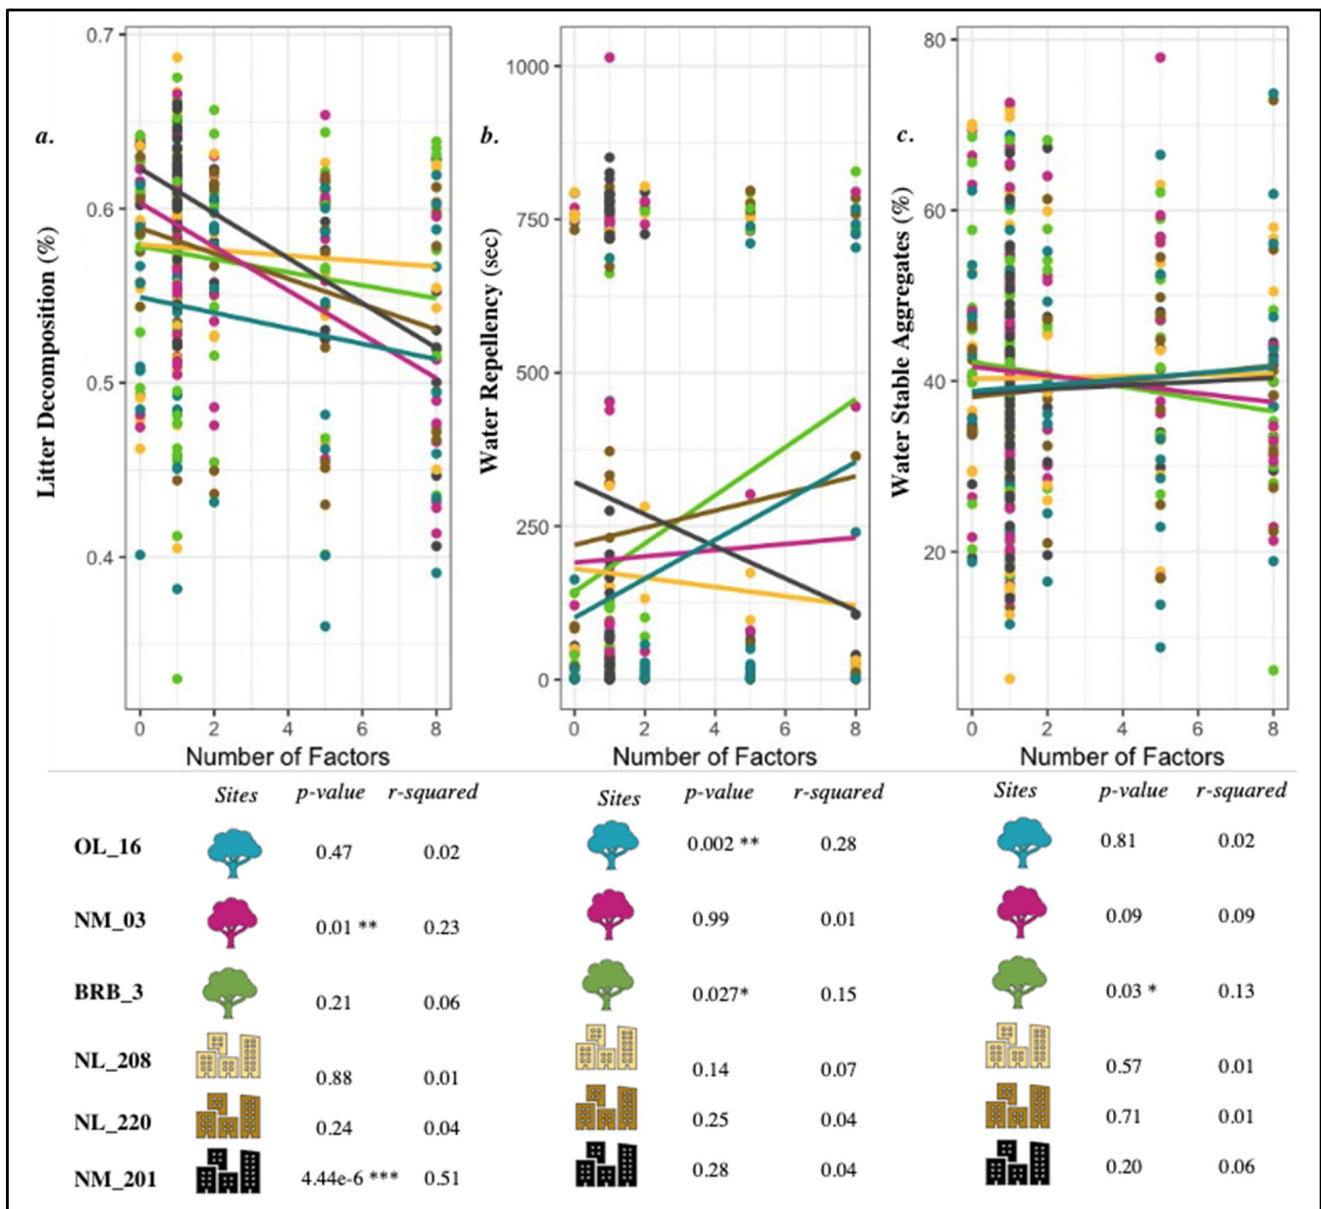 a.
Litter Decomposition (%)
0.7
0.6
0.5
0.4
0 2 4 6 8
Number of Factors
b.
Water Repellency (sec)
1000
750
500
250
0
0 2 4 6 8
Number of Factors
c.
Water Stable Aggregates (%)
80
60
40
20
0 2 4 6 8
Number of Factors
Sites p-value r-squared Sites p-value r-squared Sites p-value r-squared
OL_16 0.47 0.02 0.002 ** 0.28 0.81 0.02
NM_03 0.01 ** 0.23 0.99 0.01 0.09 0.09
BRB_3 0.21 0.06 0.027* 0.15 0.03 * 0.13
NL_208 0.88 0.01 0.14 0.07 0.57 0.01
NL_220 0.24 0.04 0.25 0.04 0.71 0.01
NM_201 4.44e-6 *** 0.51 0.28 0.04 0.20 0.06